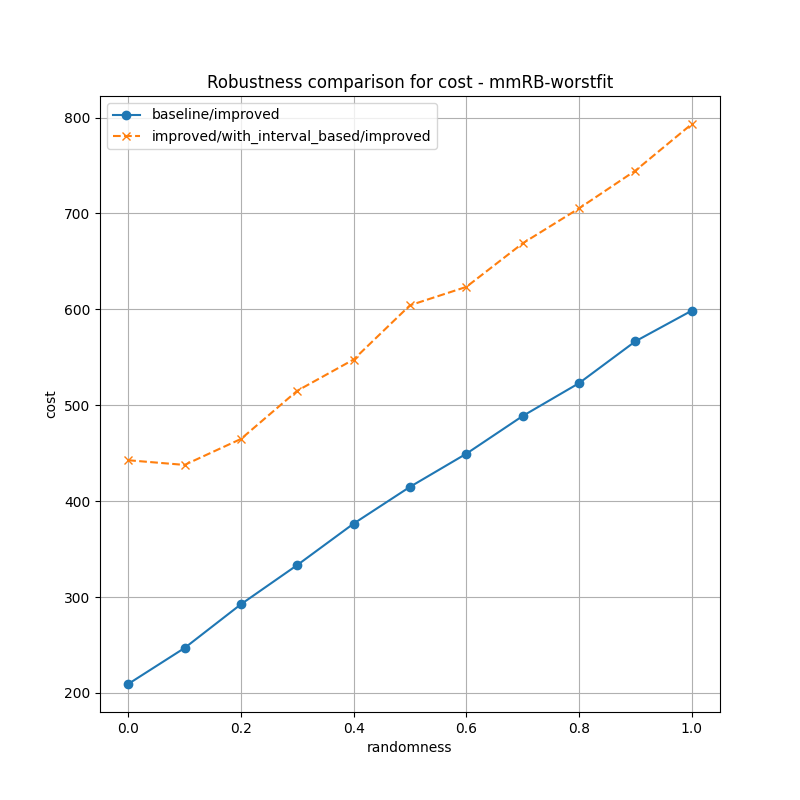 Robustness comparison for cost - mmRB-worstfit
baseline/improved
improved/with_interval_based/improved
800
700
600
500
400
300
200
cost
0.0 0.2 0.4 0.6 0.8 1.0
randomness